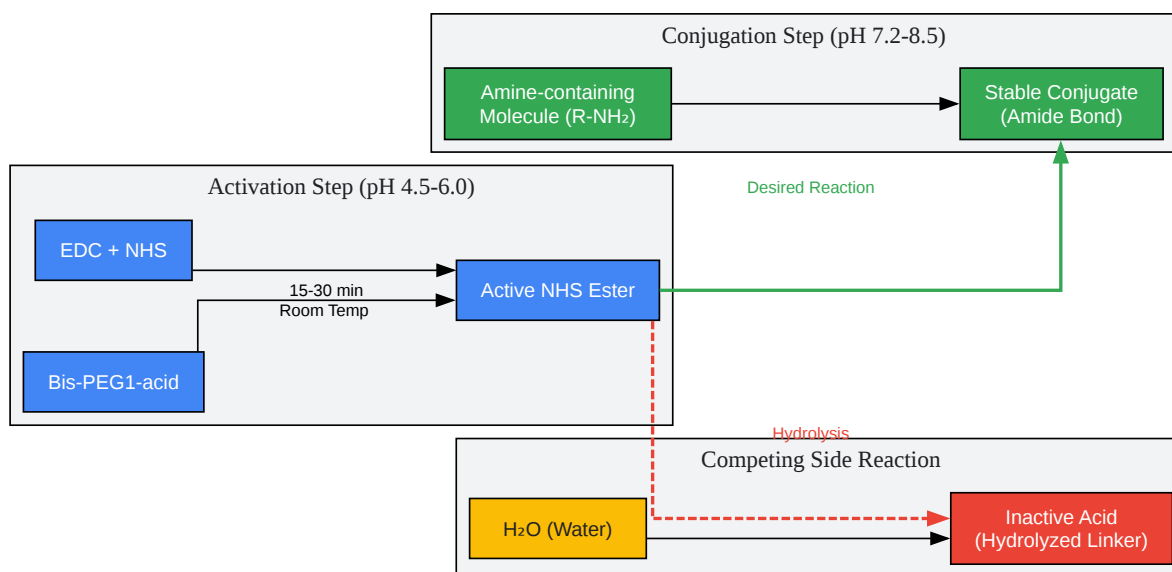 Conjugation Step (pH 7.2-8.5)
Amine-containing
Molecule (R-NH₂)
Stable Conjugate
(Amide Bond)
Activation Step (pH 4.5-6.0)
Desired Reaction
EDC + NHS
15-30 min
Room Temp
Active NHS Ester
Bis-PEG1-acid
Hydrolysis
Competing Side Reaction
H₂O (Water)
Inactive Acid
(Hydrolyzed Linker)